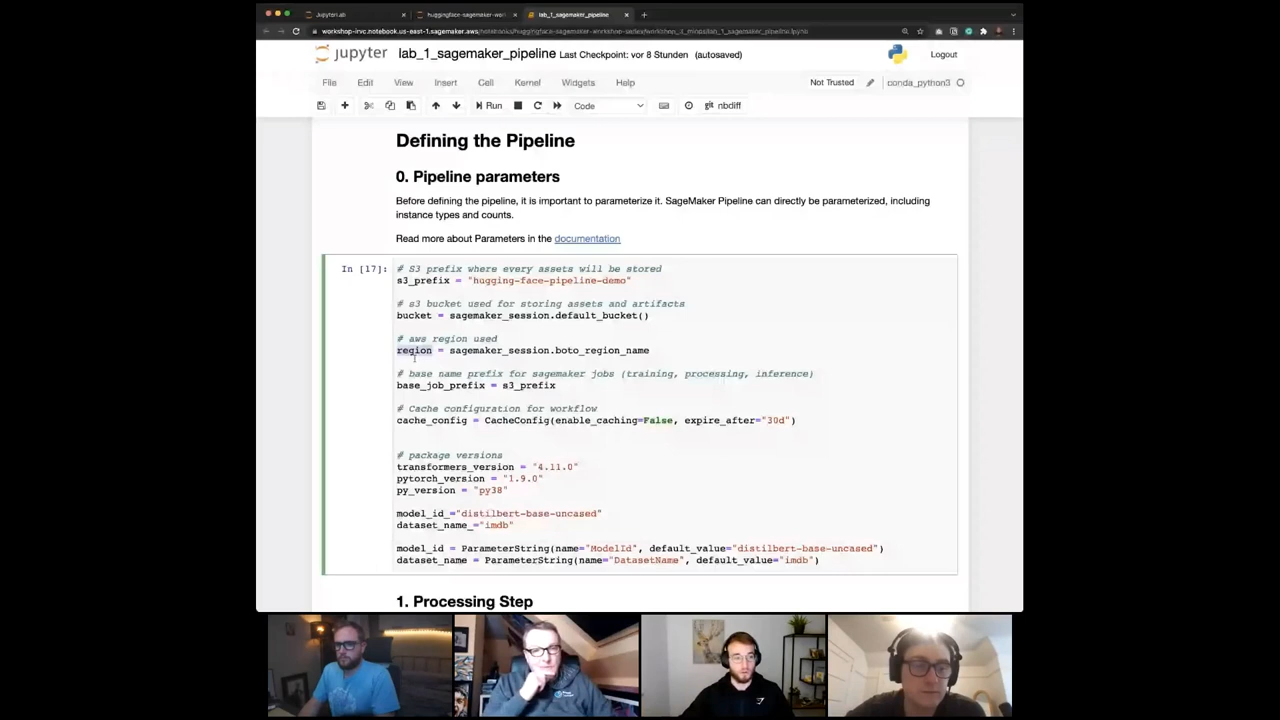 JupyterLab
huggingface-sagemaker-wor
lab_1_sagemaker_pipeline
jupyter lab_1_sagemaker_pipeline Last Checkpoint: vor 8 Stunden (autosaved)
Logout
File Edit View Insert Cell Kernel Widgets Help
Not Trusted
conda_python3
Run
Code
nbdiff
Defining the Pipeline
0. Pipeline parameters
Before defining the pipeline, it is important to parameterize it. SageMaker Pipeline can directly be parameterized, including
instance types and counts.
Read more about Parameters in the documentation
In [17]:
# S3 prefix where every assets will be stored
s3_prefix = "hugging-face-pipeline-demo"
# s3 bucket used for storing assets and artifacts
bucket = sagemaker_session.default_bucket()
# aws region used
region = sagemaker_session.boto_region_name
# base name prefix for sagemaker jobs (training, processing, inference)
base_job_prefix = s3_prefix
# Cache configuration for workflow
cache_config = CacheConfig(enable_caching=False, expire_after="30d")
# package versions
transformers_version = "4.11.0"
pytorch_version = "1.9.0"
py_version = "py38"
model_id_="distilbert-base-uncased"
dataset_name_="imdb"
model_id = ParameterString(name="ModelId", default_value="distilbert-base-uncased")
dataset_name = ParameterString(name="DatasetName", default_value="imdb")
1. Processing Step